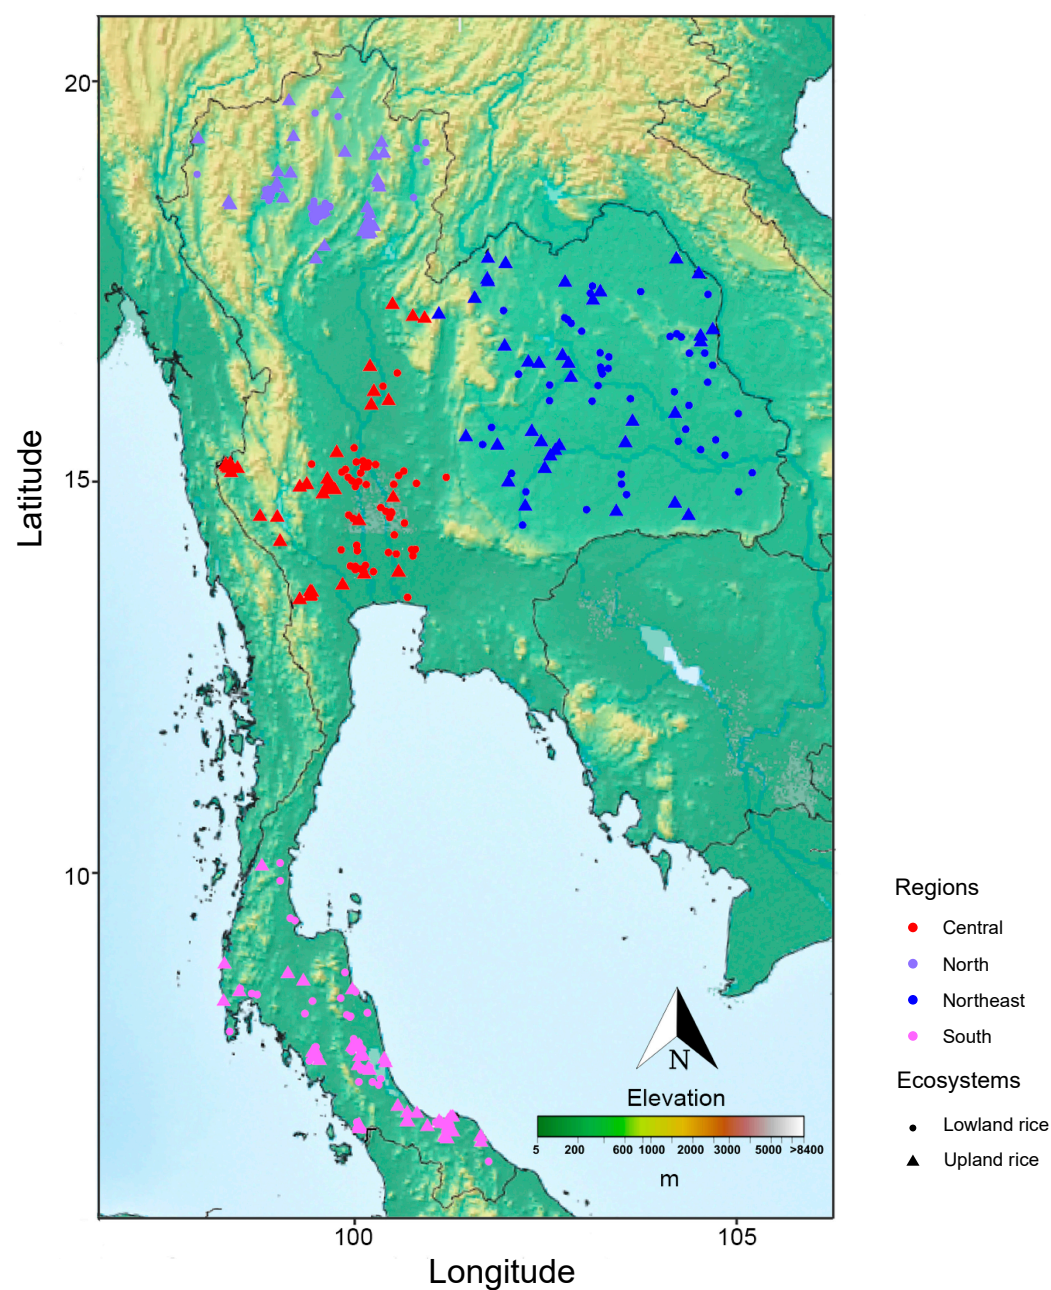 20
15
10
Latitude
100
105
Longitude
N
Elevation
5 200 600 1000 2000 3000 5000 >8400
m
Regions
Central
North
Northeast
South
Ecosystems
Lowland rice
Upland rice